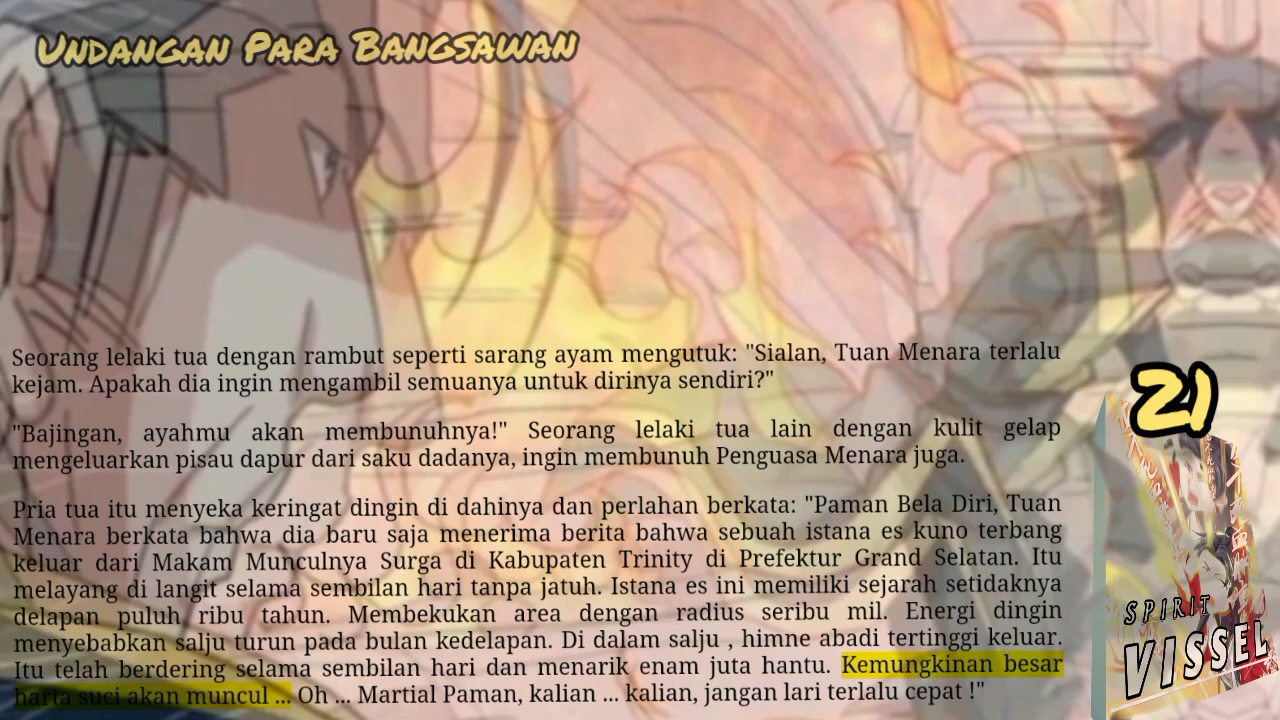 Undangan Para Bangsawan
Seorang lelaki tua dengan rambut seperti sarang ayam mengutuk: "Sialan, Tuan Menara terlalu
kejam. Apakah dia ingin mengambil semuanya untuk dirinya sendiri?"
"Bajingan, ayahmu akan membunuhnya!" Seorang lelaki tua lain dengan kulit gelap
mengeluarkan pisau dapur dari saku dadanya, ingin membunuh Penguasa Menara juga.
Pria tua itu menyeka keringat dingin di dahinya dan perlahan berkata: "Paman Bela Diri, Tuan
Menara berkata bahwa dia baru saja menerima berita bahwa sebuah istana es kuno terbang
keluar dari Makam Munculnya Surga di Kabupaten Trinity di Prefektur Grand Selatan. Itu
melayang di langit selama sembilan hari tanpa jatuh. Istana es ini memiliki sejarah setidaknya
delapan puluh ribu tahun. Membekukan area dengan radius seribu mil. Energi dingin
menyebabkan salju turun pada bulan kedelapan. Di dalam salju , himne abadi tertinggi keluar.
Itu telah berdering selama sembilan hari dan menarik enam juta hantu. Kemungkinan besar
harta suci akan muncul ... Oh ... Martial Paman, kalian ... kalian, jangan lari terlalu cepat !"
21
SPIRIT
VISSEL